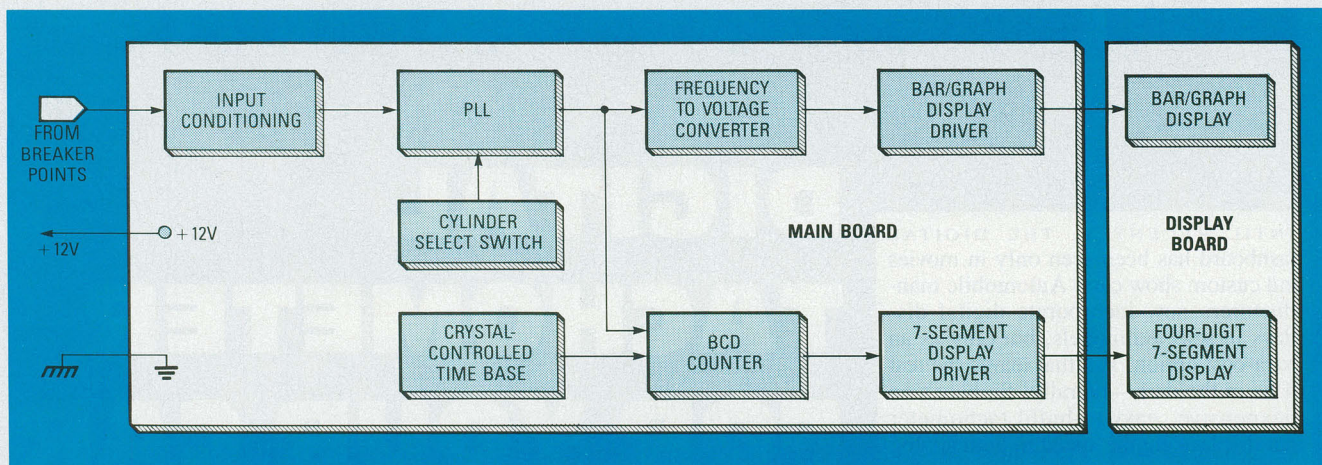 INPUT
CONDITIONING
PLL
FREQUENCY
TO VOLTAGE
CONVERTER
BAR/GRAPH
DISPLAY
DRIVER
BAR/GRAPH
DISPLAY
FROM
BREAKER
POINTS
CYLINDER
SELECT SWITCH
+12V
+12V
MAIN BOARD
DISPLAY
BOARD
CRYSTAL-
CONTROLLED
TIME BASE
BCD
COUNTER
7-SEGMENT
DISPLAY
DRIVER
FOUR-DIGIT
7-SEGMENT
DISPLAY